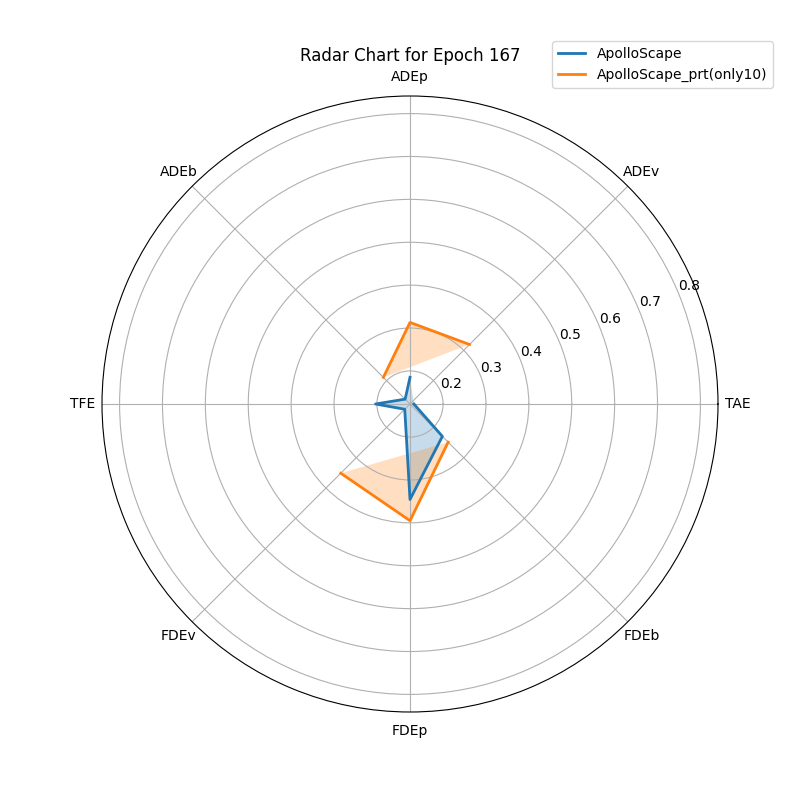 Radar Chart for Epoch 167
ApolloScape
ApolloScape_prt(only10)
ADEp
ADEb
ADEv
0.8
0.7
0.6
0.5
0.4
0.3
0.2
TFE
TAE
FDEv
FDEb
FDEp